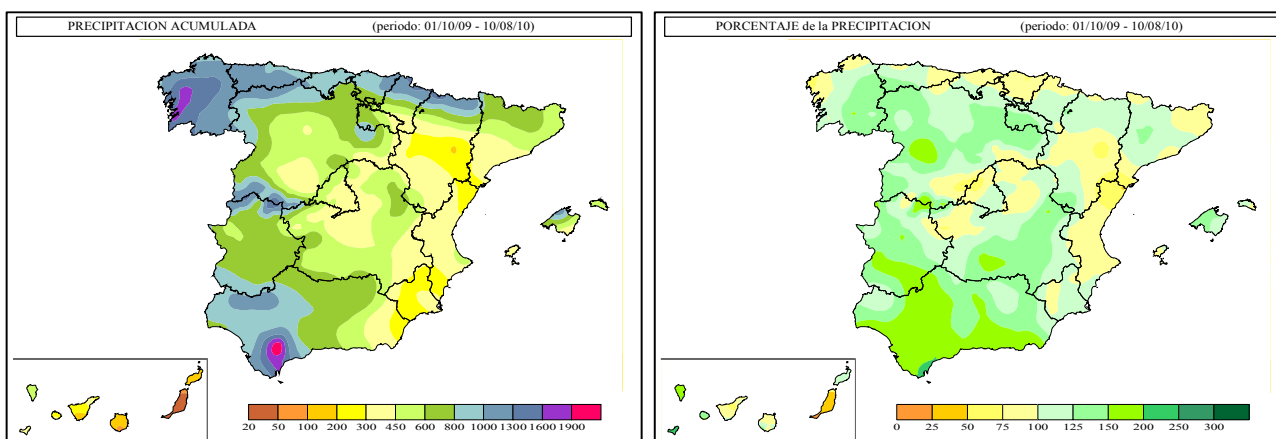 PRECIPITACION ACUMULADA (periodo: 01/10/09 - 10/08/10)
20 50 100 200 300 450 600 800 1000 1300 1600 1900
PORCENTAJE de la PRECIPITACION (periodo: 01/10/09 - 10/08/10)
0 25 50 75 100 125 150 200 250 300